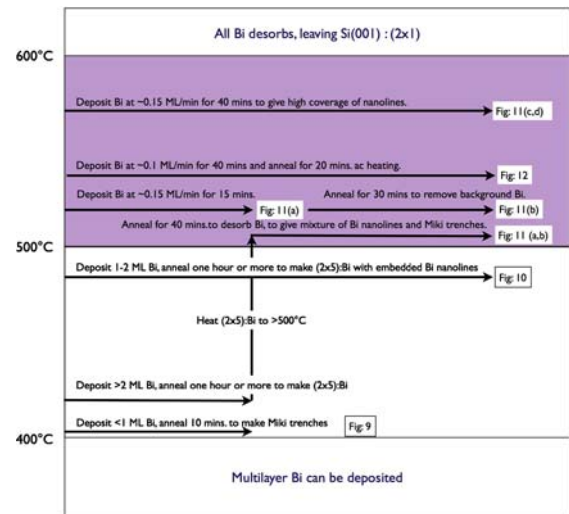 All Bi desorbs, leaving Si(001) : (2x1)
600°C
Deposit Bi at ~0.15 ML/min for 40 mins to give high coverage of nanolines.
Fig: 11(c,d)
Deposit Bi at ~0.1 ML/min for 40 mins and anneal for 20 mins. ac heating.
Fig: 12
Deposit Bi at ~0.15 ML/min for 15 mins.
Anneal for 30 mins to remove background Bi.
Fig: 11(a)
Fig: 11(b)
Anneal for 40 mins.to desorb Bi, to give mixture of Bi nanolines and Miki trenches.
Fig: 11 (a,b)
500°C
Deposit 1-2 ML Bi, anneal one hour or more to make (2x5):Bi with embedded Bi nanolines
Fig: 10
Heat (2x5):Bi to >500°C
Deposit >2 ML Bi, anneal one hour or more to make (2x5):Bi
Deposit <1 ML Bi, anneal 10 mins. to make Miki trenches
Fig: 9
400°C
Multilayer Bi can be deposited